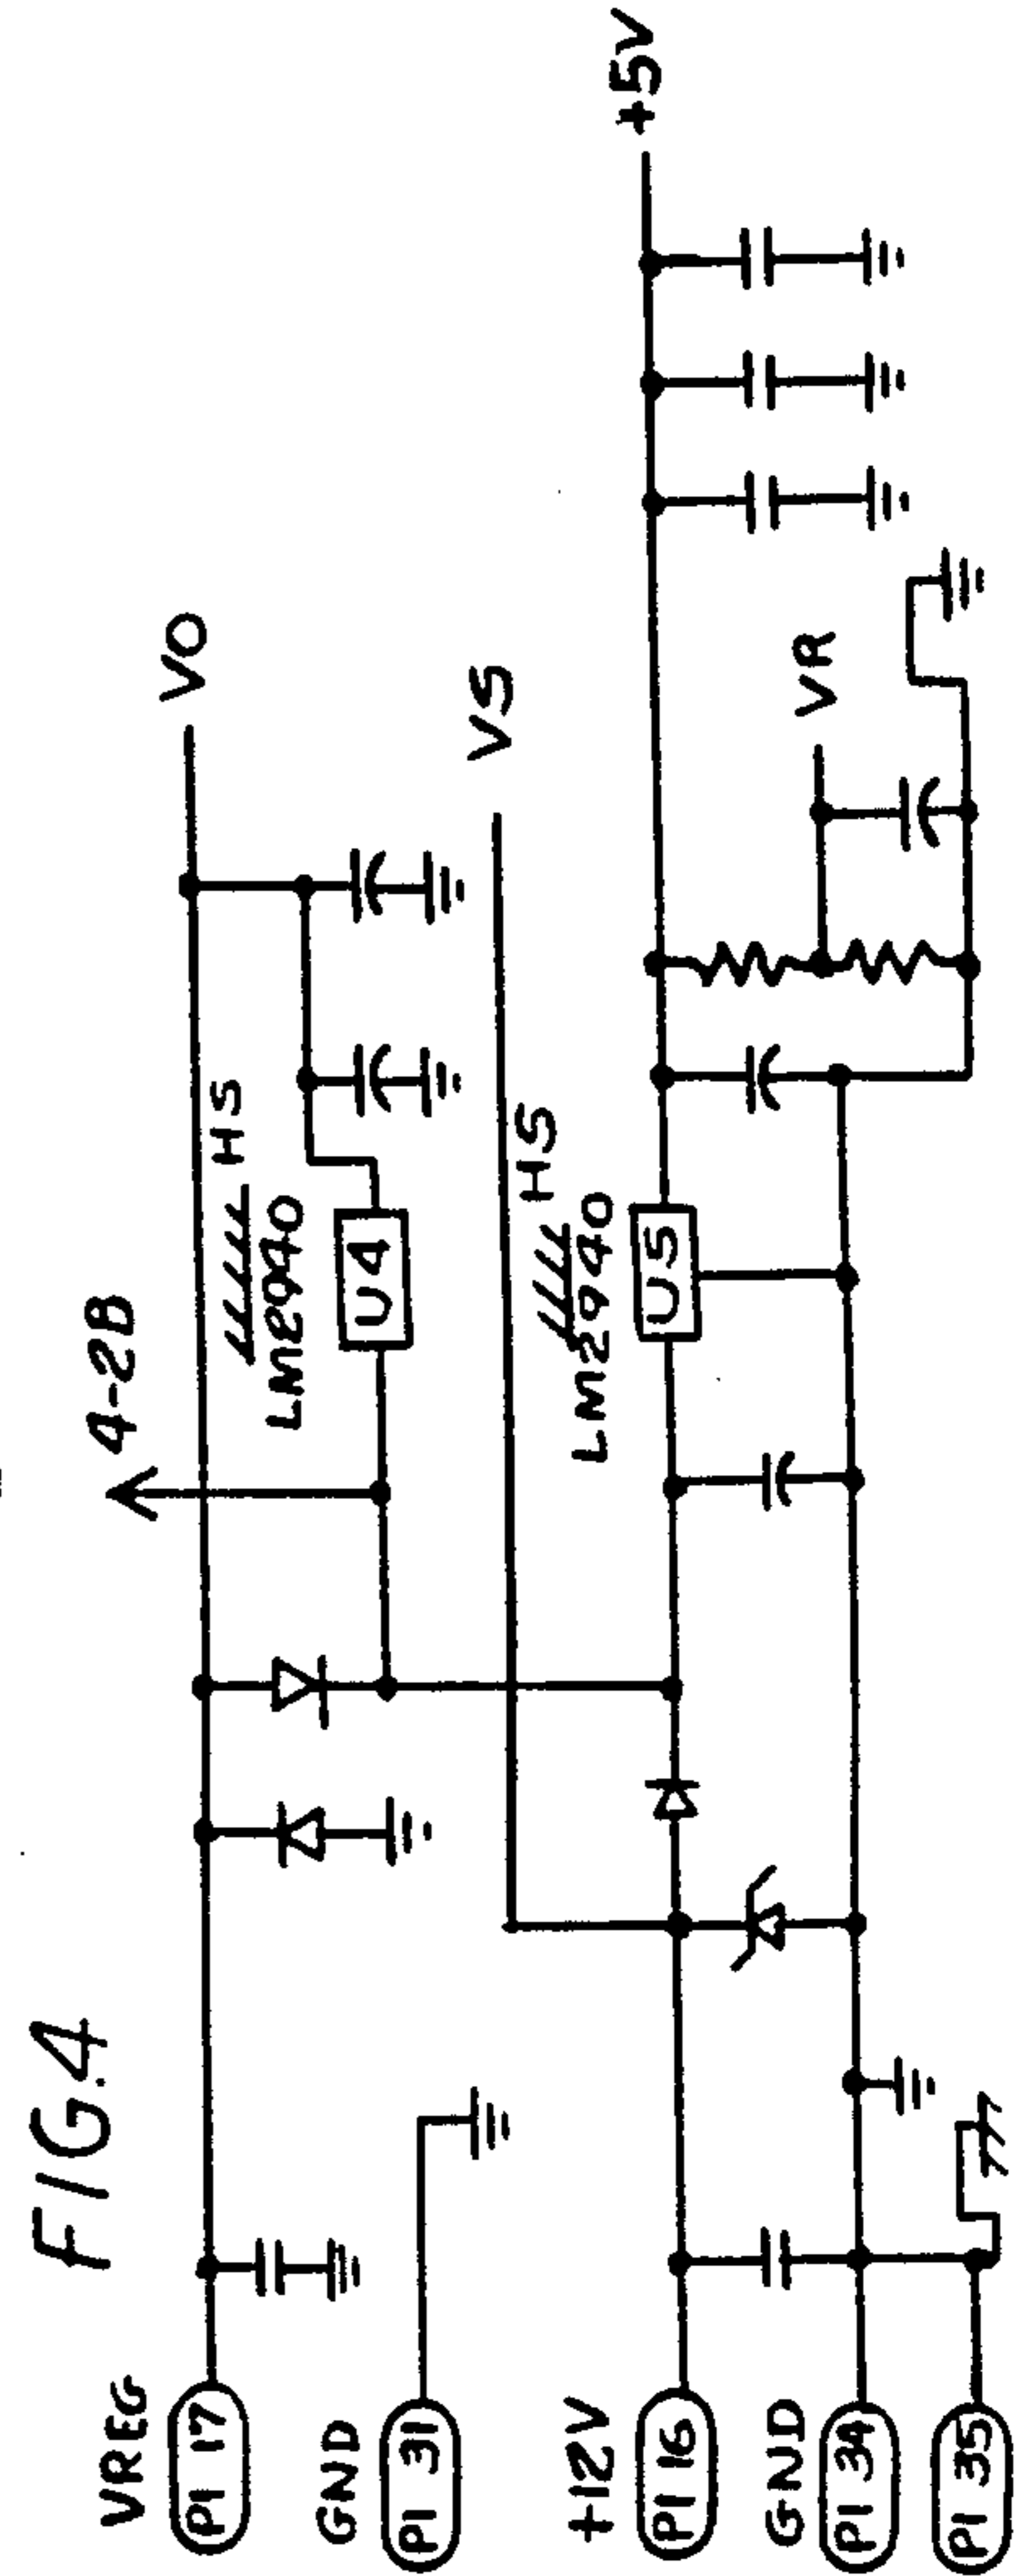 FIG.4
4-2B
VREG
P1 17
HS
LM2940
U4
VO
GND
P1 31
VS
+12V
P1 16
HS
LM2940
U5
+5V
VR
GND
P1 34
P1 35